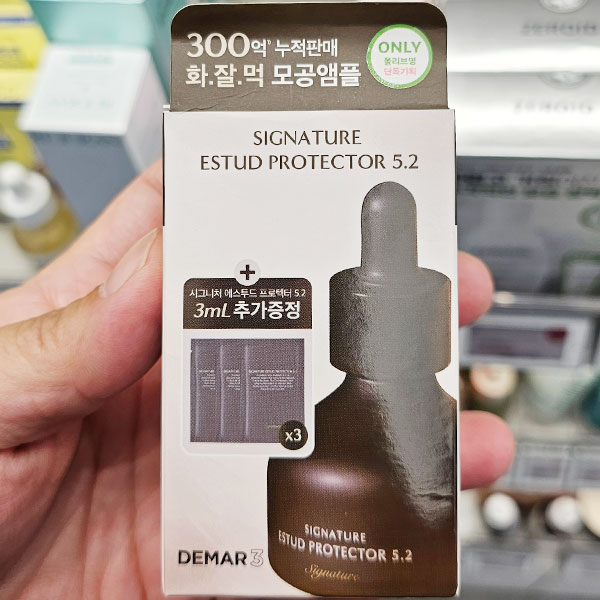 300억⁺ 누적판매
화.잘.먹 모공앰플
ONLY
올리브영
단독기획
SIGNATURE
ESTUD PROTECTOR 5.2
+
시그니처 에스투드 프로텍터 5.2
3mL 추가증정
x3
SIGNATURE
ESTUD PROTECTOR 5.2
Signature
DEMAR3